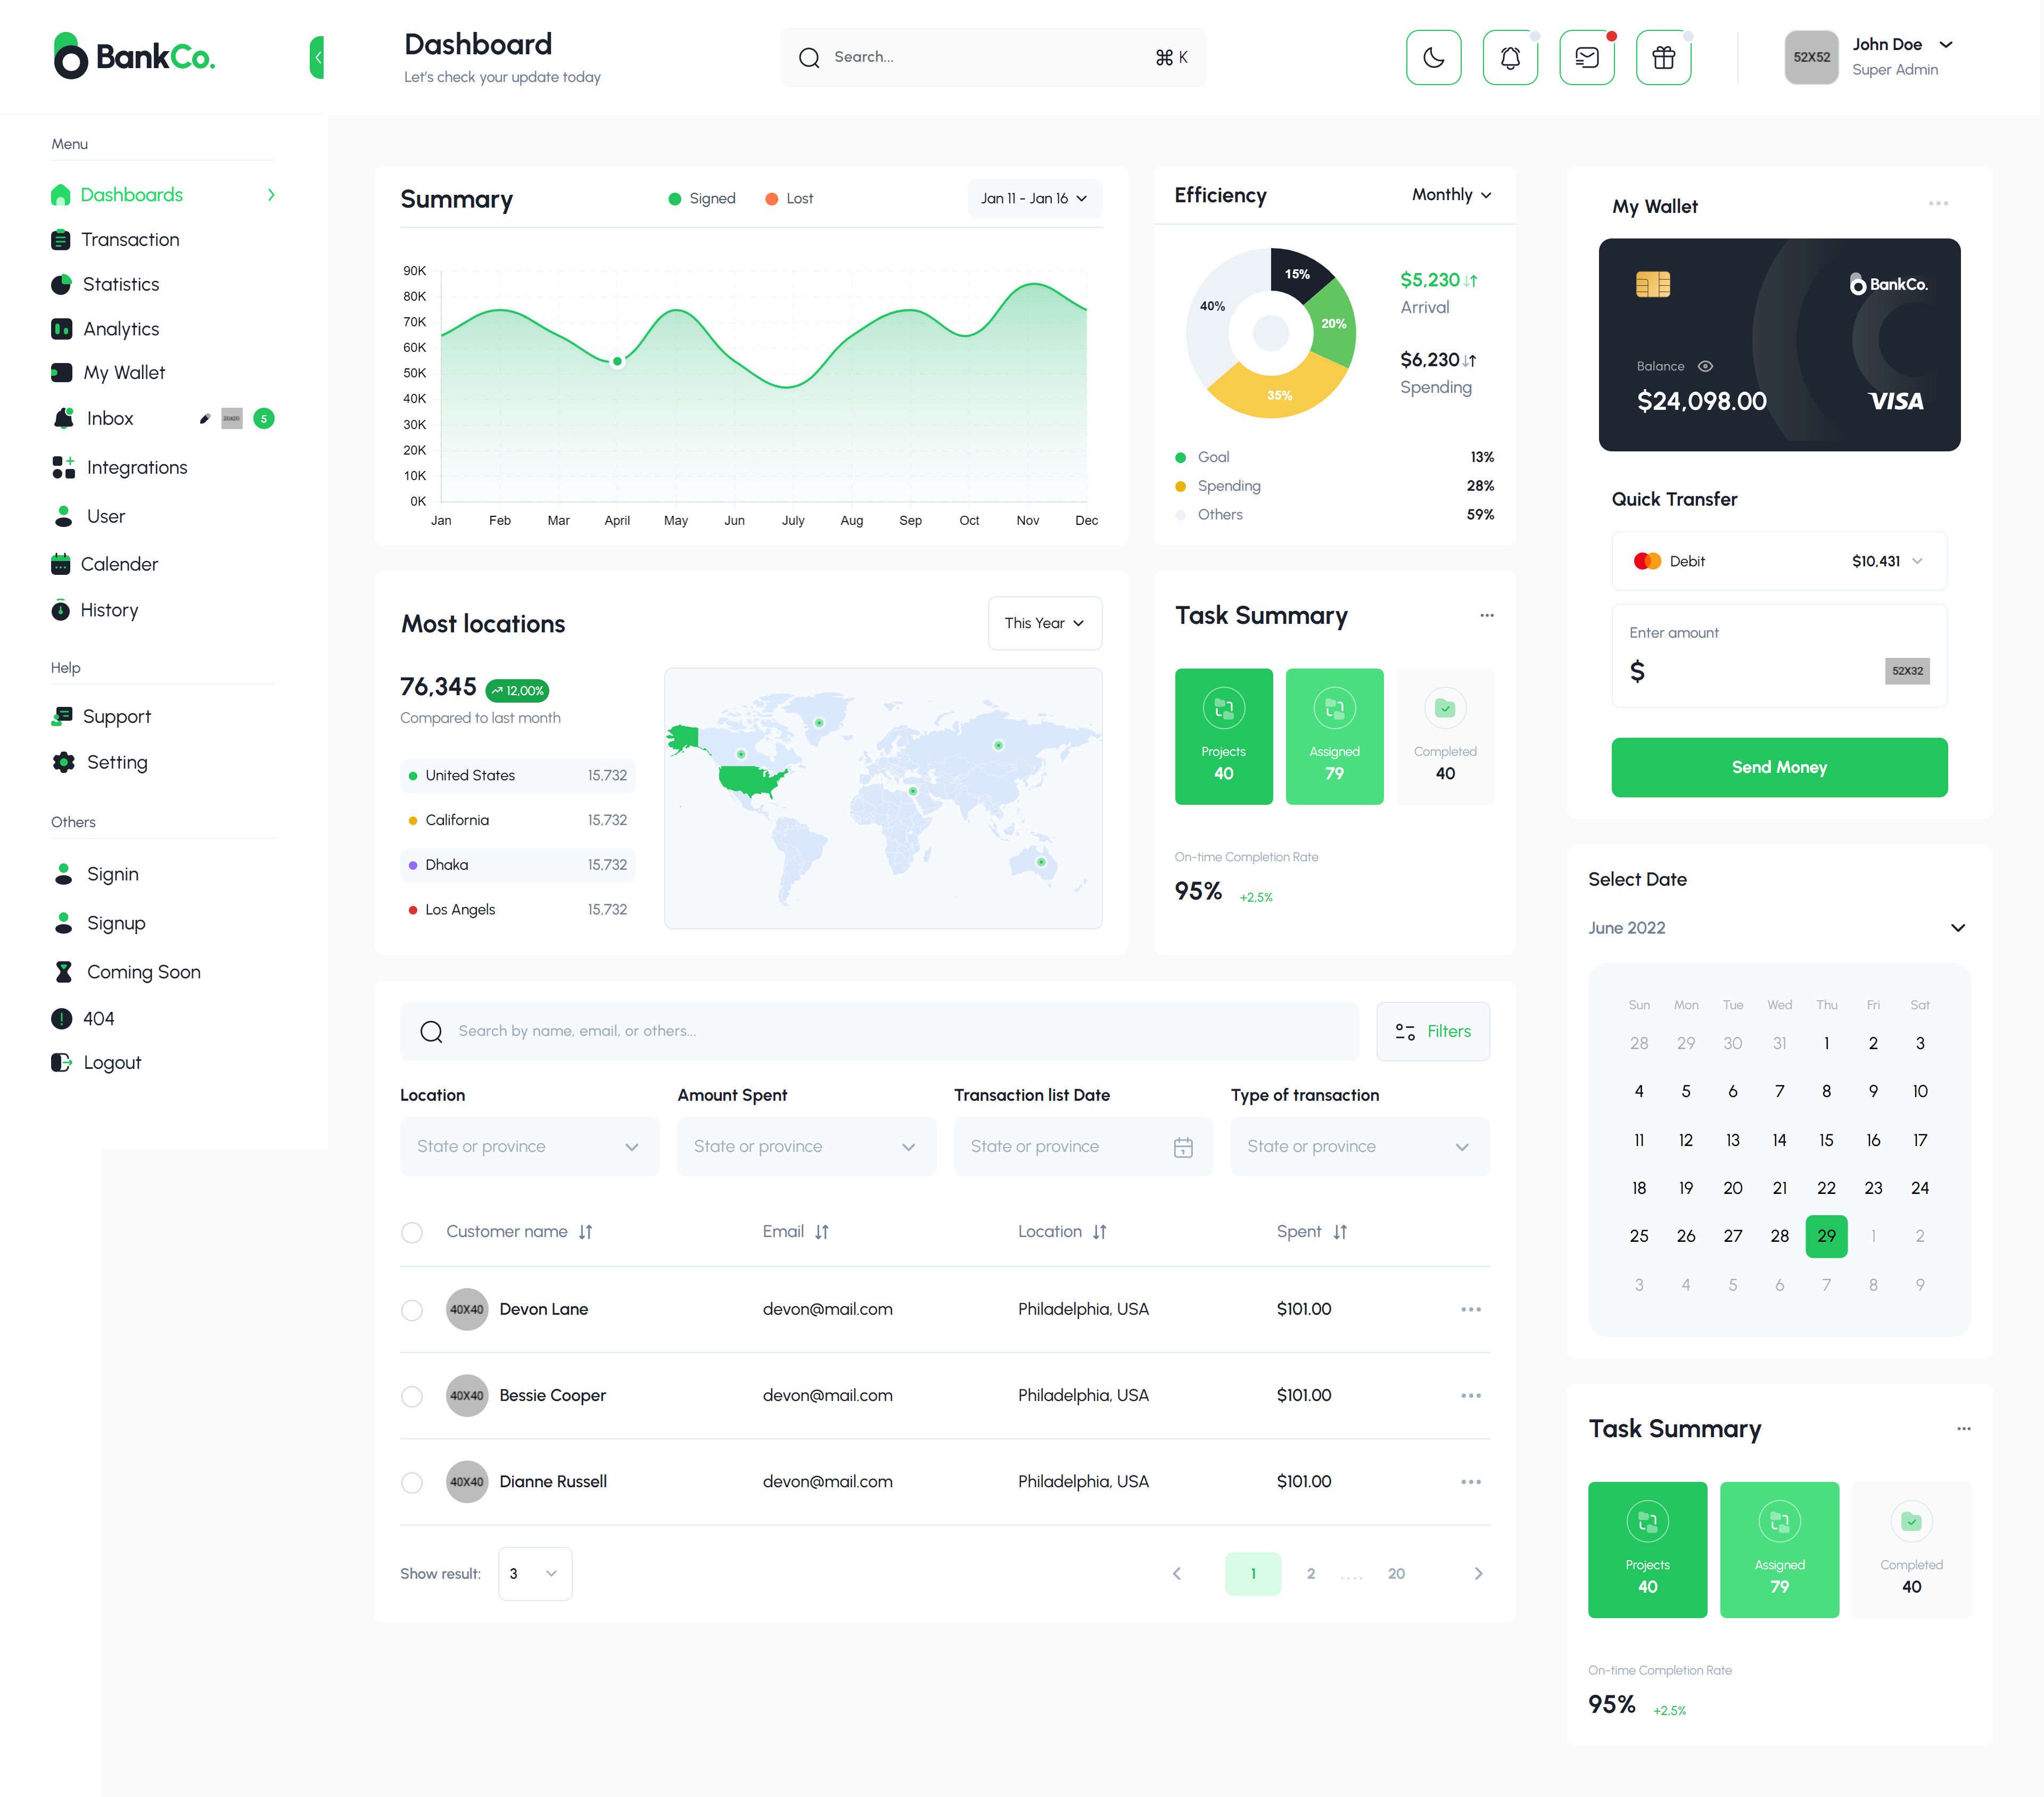 BankCo.
Dashboard
Let's check your update today
Search...
⌘ K
52X52
John Doe
Super Admin
Menu
Dashboards
Transaction
Statistics
Analytics
My Wallet
Inbox
5
Integrations
User
Calender
History
Help
Support
Setting
Others
Signin
Signup
Coming Soon
404
Logout
Summary
Signed
Lost
Jan 11 - Jan 16
90K
80K
70K
60K
50K
40K
30K
20K
10K
0K
Jan Feb Mar April May Jun July Aug Sep Oct Nov Dec
Efficiency
Monthly
15%
20%
35%
40%
$5,230
Arrival
$6,230
Spending
Goal 13%
Spending 28%
Others 59%
My Wallet
BankCo.
Balance
$24,098.00
VISA
Quick Transfer
Debit $10,431
Enter amount
$
52X32
Send Money
Most locations
This Year
76,345 12,00%
Compared to last month
United States 15,732
California 15,732
Dhaka 15,732
Los Angels 15,732
Task Summary
Projects
40
Assigned
79
Completed
40
On-time Completion Rate
95% +2,5%
Select Date
June 2022
Sun Mon Tue Wed Thu Fri Sat
28 29 30 31 1 2 3
4 5 6 7 8 9 10
11 12 13 14 15 16 17
18 19 20 21 22 23 24
25 26 27 28 29 1 2
3 4 5 6 7 8 9
Search by name, email, or others...
Filters
Location
State or province
Amount Spent
State or province
Transaction list Date
State or province
Type of transaction
State or province
Customer name Email Location Spent
40X40 Devon Lane devon@mail.com Philadelphia, USA $101.00
40X40 Bessie Cooper devon@mail.com Philadelphia, USA $101.00
40X40 Dianne Russell devon@mail.com Philadelphia, USA $101.00
Show result: 3
1 2 .... 20
Task Summary
Projects
40
Assigned
79
Completed
40
On-time Completion Rate
95% +2,5%